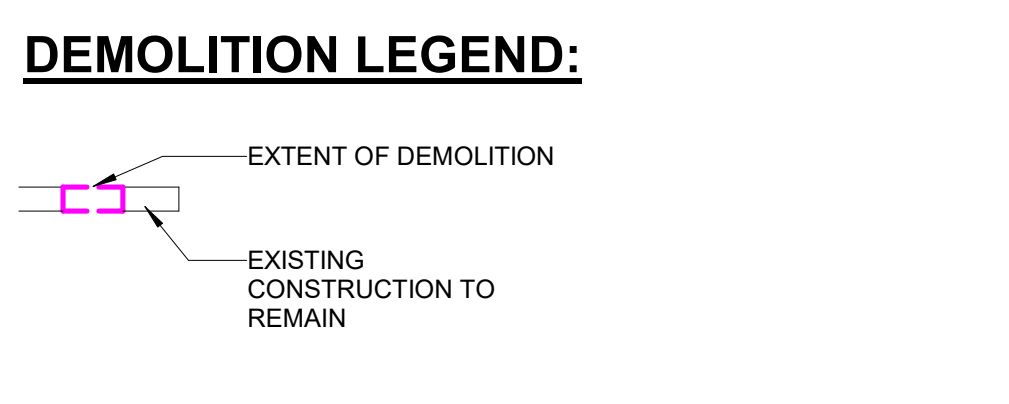 DEMOLITION LEGEND:
EXTENT OF DEMOLITION
EXISTING
CONSTRUCTION TO
REMAIN